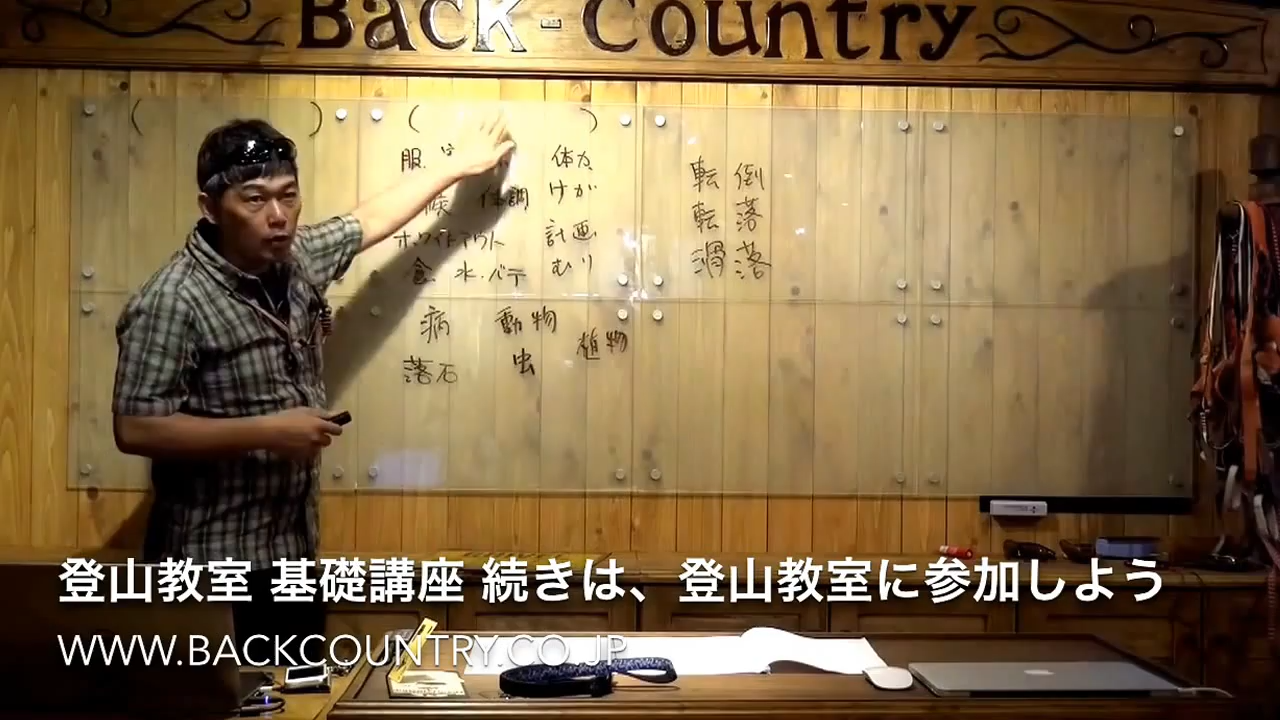 Back-Country
( ) ( )
服 体力 転倒
候 体調 けが 転落
ホワイトアウト 計画 滑落
食 水・バテ むり
病 動物 植物
落石 虫
登山教室 基礎講座 続きは、登山教室に参加しよう
WWW.BACKCOUNTRY.CO.JP